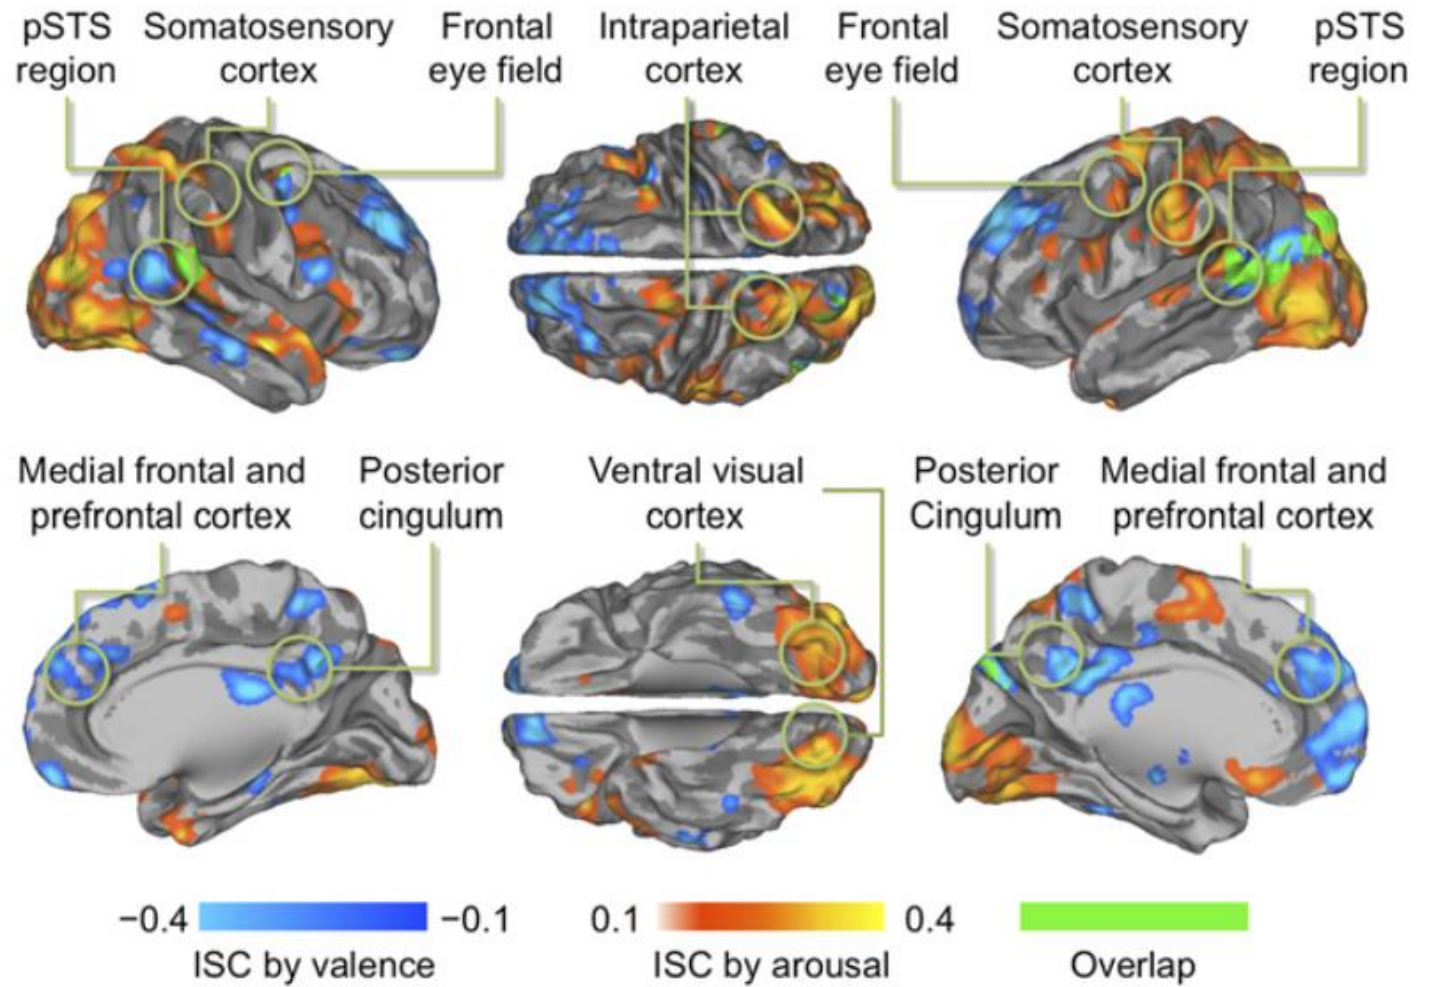 pSTS region
Somatosensory cortex
Frontal eye field
Intraparietal cortex
Frontal eye field
Somatosensory cortex
pSTS region
Medial frontal and prefrontal cortex
Posterior cingulum
Ventral visual cortex
Posterior Cingulum
Medial frontal and prefrontal cortex
−0.4 −0.1
ISC by valence
0.1 0.4
ISC by arousal
Overlap